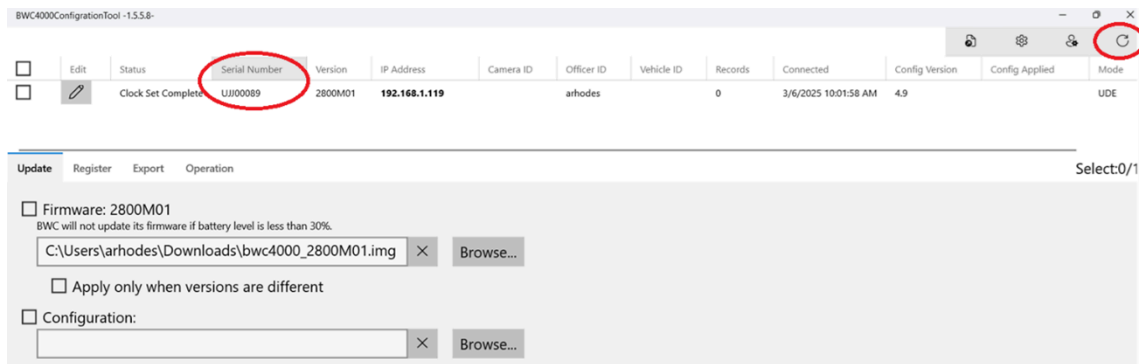 BWC4000ConfigrationTool -1.5.5.8-
Edit Status Serial Number Version IP Address Camera ID Officer ID Vehicle ID Records Connected Config Version Config Applied Mode
Clock Set Complete UJJ00089 2800M01 192.168.1.119 arhodes 0 3/6/2025 10:01:58 AM 4.9 UDE
Update Register Export Operation Select:0/1
Firmware: 2800M01
BWC will not update its firmware if battery level is less than 30%.
C:\Users\arhodes\Downloads\bwc4000_2800M01.img Browse...
Apply only when versions are different
Configuration:
Browse...